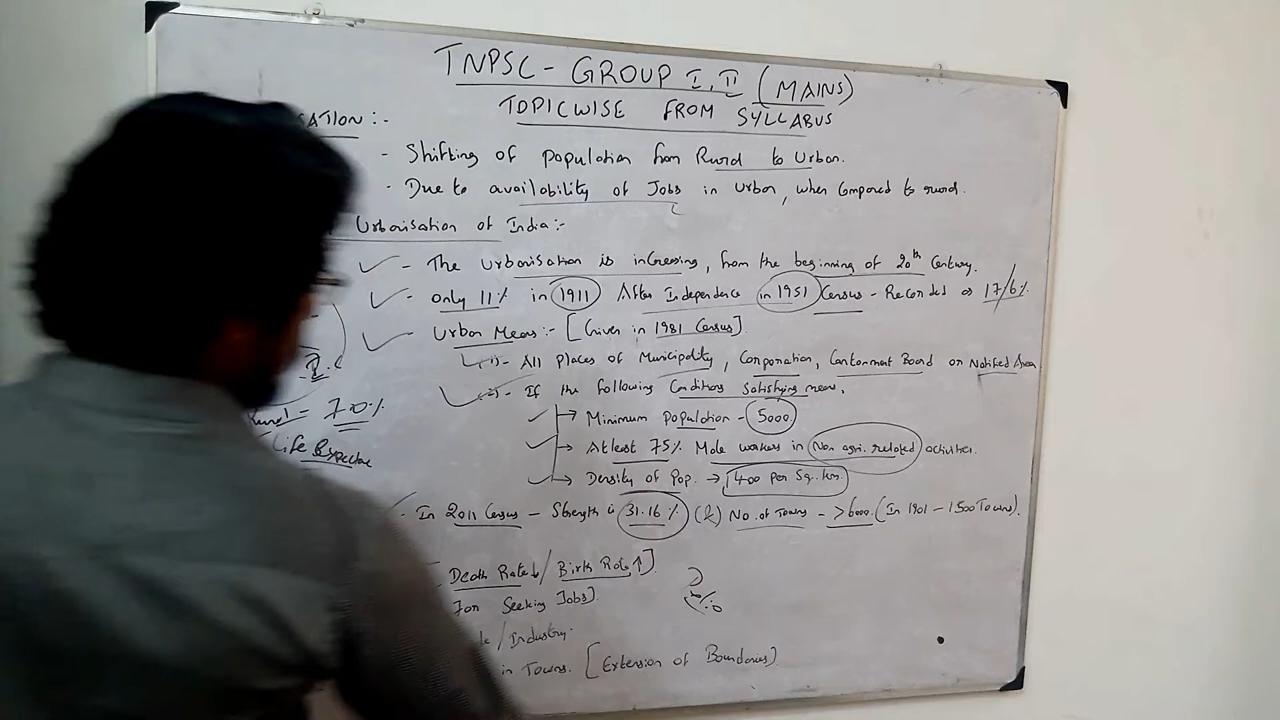 TNPSC - GROUP I, II (MAINS)
TOPICWISE FROM SYLLABUS
SATION :-
- Shifting of population from Rural to Urban.
- Due to availability of Jobs in Urban, when Compared to rural.
Urbanisation of India :-
- The Urbanisation is increasing, from the beginning of 20th Century.
- Only 11% in 1911 After Independence in 1951 Census - Recorded as 17/6%
Urban Means :- [Given in 1981 Census]
(1) - All Places of Municipality, Corporation, Cantonment Board or Notified Area
(2) - If the following Conditions Satisfying means,
→ Minimum population - 5000
→ Atleast 75% Male workers in Non agri. related activities.
→ Density of Pop. → 400 Per Sq. km.
Rural - 70%
Life
- In 2011 Census - Strength is 31.16% (&) No. of Towns - >6000 (In 1901 - 1500 Towns).
Death Rate ↓ / Birth Rate ↑].
For Seeking Jobs]
/ Industry.
in Towns. [Extension of Boundaries]